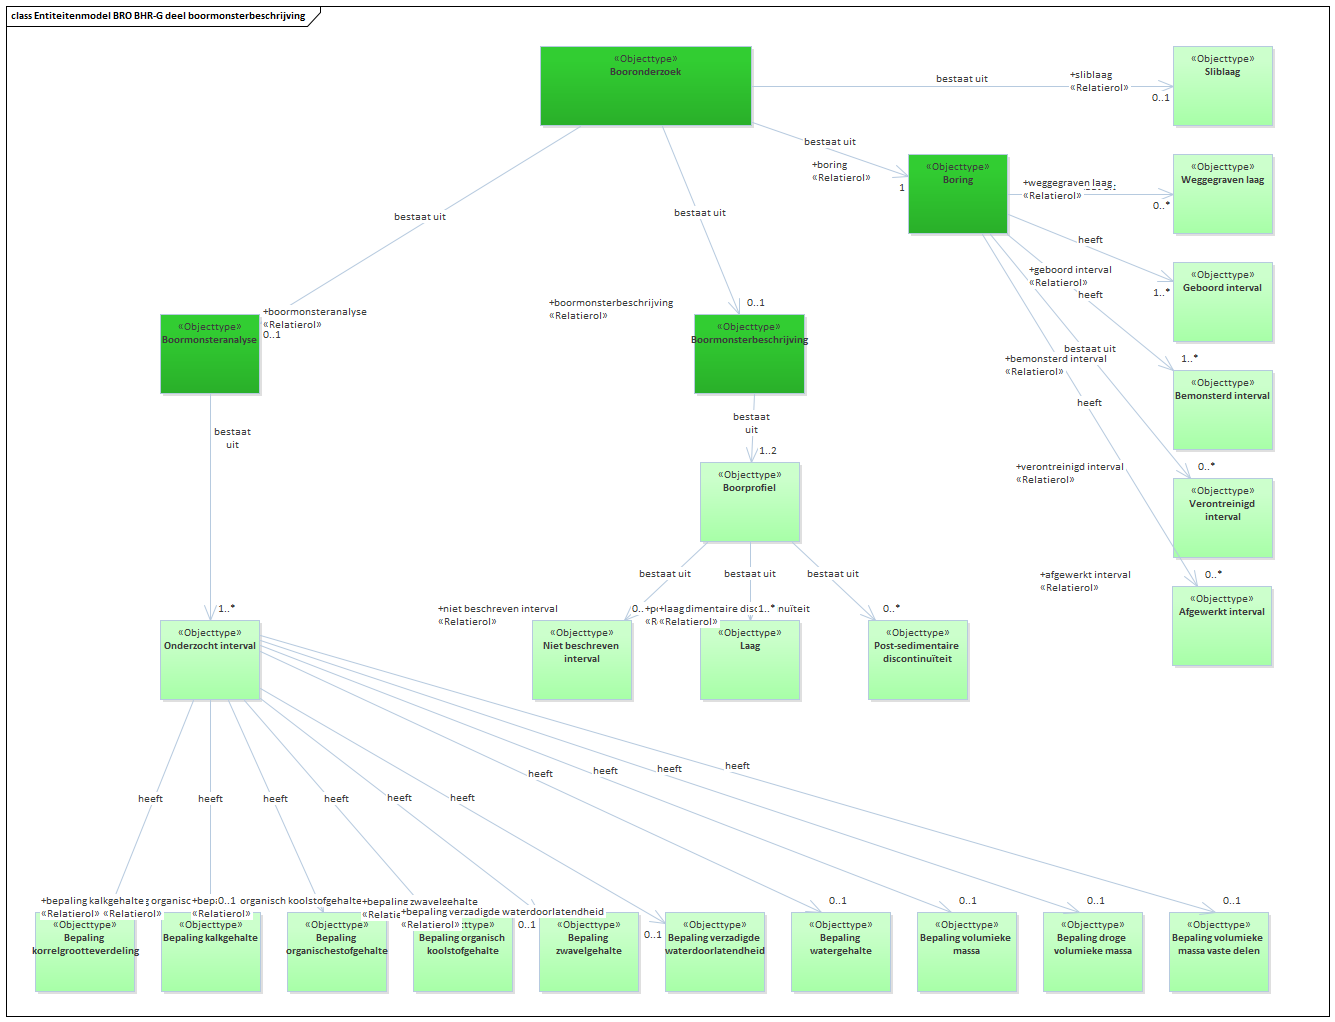 class Entiteitenmodel BRO BHR-G deel boormonsterbeschrijving
«Objecttype»
Booronderzoek
«Objecttype»
Sliblaag
bestaat uit
+sliblaag
«Relatierol»
0..1
bestaat uit
+boring
«Relatierol»
1
«Objecttype»
Boring
+weggegraven laag
«Relatierol»
0..*
«Objecttype»
Weggegraven laag
bestaat uit
bestaat uit
heeft
+geboord interval
«Relatierol»
1..*
«Objecttype»
Geboord interval
heeft
+boormonsteranalyse
«Relatierol»
0..1
+boormonsterbeschrijving
«Relatierol»
0..1
«Objecttype»
Boormonsteranalyse
«Objecttype»
Boormonsterbeschrijving
bestaat uit
+bemonsterd interval
«Relatierol»
1..*
«Objecttype»
Bemonsterd interval
heeft
bestaat
uit
bestaat
uit
1..2
«Objecttype»
Boorprofiel
+verontreinigd interval
«Relatierol»
0..*
«Objecttype»
Verontreinigd
interval
bestaat uit
bestaat uit
bestaat uit
+afgewerkt interval
«Relatierol»
0..*
«Objecttype»
Afgewerkt interval
1..*
+niet beschreven interval
«Relatierol»
0..
+laag
«Relatierol»
1..*
0..*
«Objecttype»
Onderzocht interval
«Objecttype»
Niet beschreven
interval
«Objecttype»
Laag
«Objecttype»
Post-sedimentaire
discontinuïteit
heeft
heeft
heeft
heeft
heeft
heeft
heeft
heeft
heeft
heeft
+bepaling kalkgehalte
«Relatierol»
«Relatierol»
«Relatierol»
0..1
organisch koolstofgehalte
+bepaling zwavelgehalte
+bepaling verzadigde waterdoorlatendheid
«Relatierol»
0..1
0..1
0..1
0..1
0..1
0..1
«Objecttype»
Bepaling
korrelgrootteverdeling
«Objecttype»
Bepaling kalkgehalte
«Objecttype»
Bepaling
organischestofgehalte
Bepaling organisch
koolstofgehalte
«Objecttype»
Bepaling
zwavelgehalte
«Objecttype»
Bepaling verzadigde
waterdoorlatendheid
«Objecttype»
Bepaling
watergehalte
«Objecttype»
Bepaling volumieke
massa
«Objecttype»
Bepaling droge
volumieke massa
«Objecttype»
Bepaling volumieke
massa vaste delen